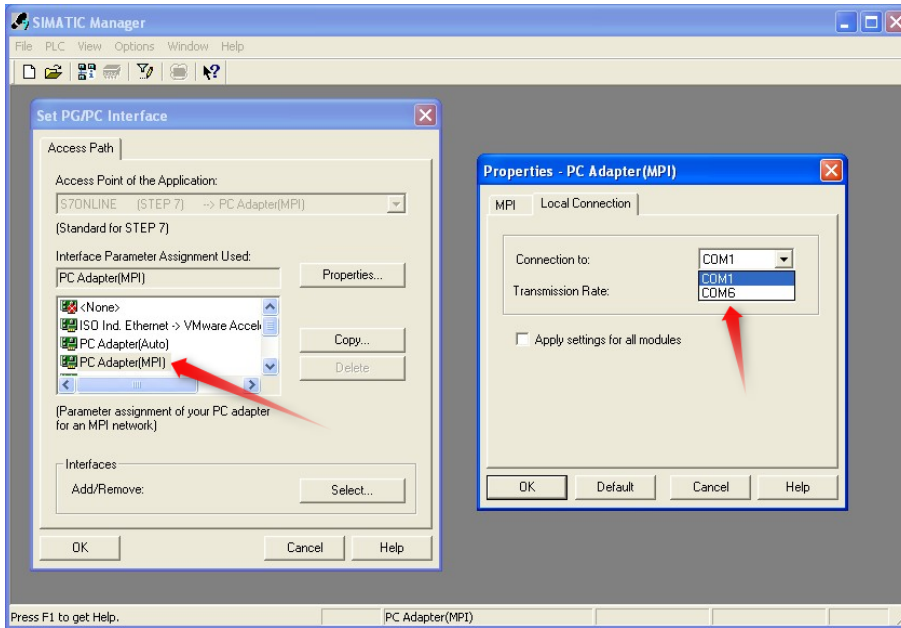 SIMATIC Manager
File PLC View Options Window Help
Set PG/PC Interface
Access Path
Access Point of the Application:
S7ONLINE (STEP 7) --> PC Adapter(MPI)
(Standard for STEP 7)
Interface Parameter Assignment Used:
PC Adapter(MPI)
Properties...
<None>
ISO Ind. Ethernet -> VMware Accel
PC Adapter(Auto)
PC Adapter(MPI)
Copy...
Delete
(Parameter assignment of your PC adapter
for an MPI network)
Interfaces
Add/Remove:
Select...
OK Cancel Help
Properties - PC Adapter(MPI)
MPI Local Connection
Connection to:
COM1
COM1
COM6
Transmission Rate:
Apply settings for all modules
OK Default Cancel Help
Press F1 to get Help.
PC Adapter(MPI)